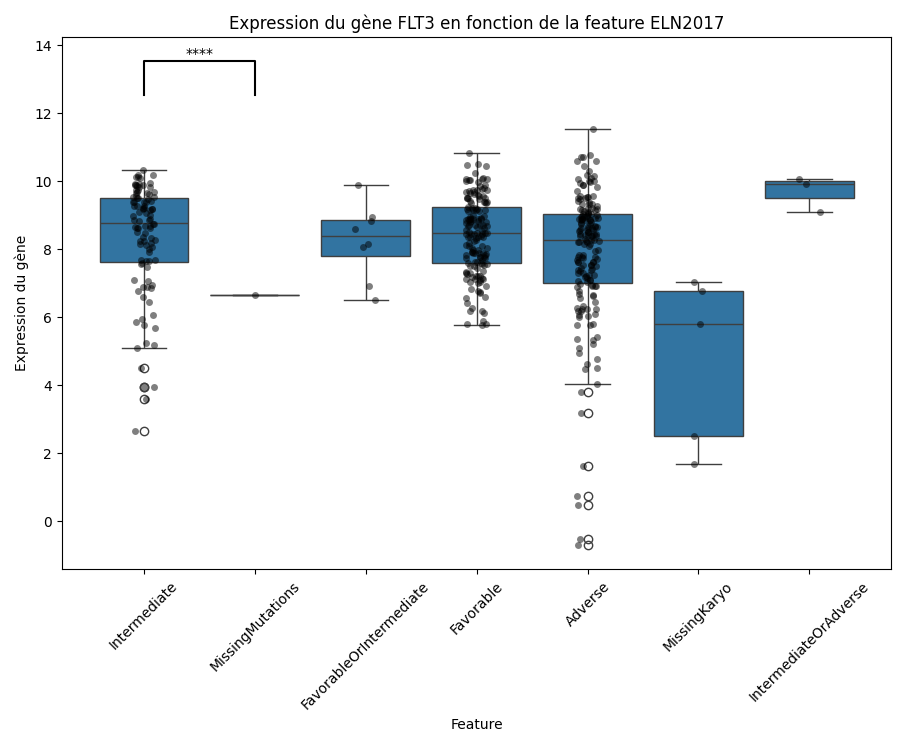 Expression du gène FLT3 en fonction de la feature ELN2017
****
14
12
10
8
6
4
2
0
Expression du gène
Intermediate
MissingMutations
FavorableOrIntermediate
Favorable
Adverse
MissingKaryo
IntermediateOrAdverse
Feature